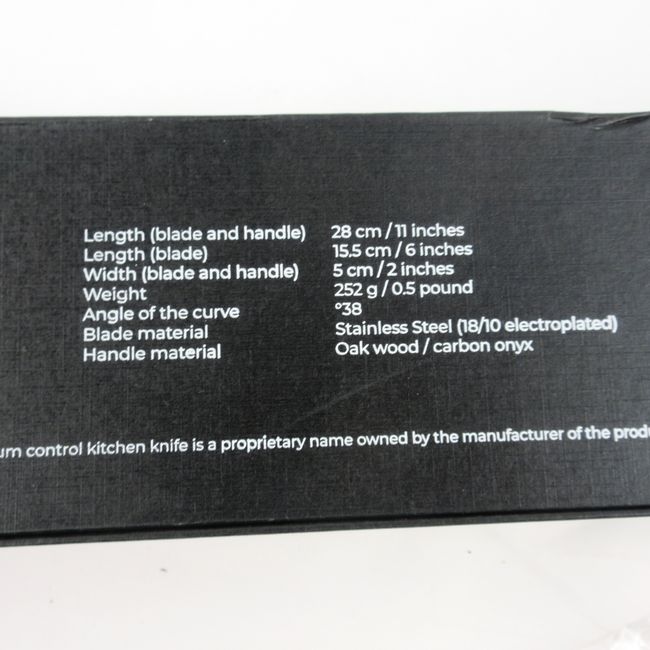 Length (blade and handle) 28 cm / 11 inches
Length (blade) 15.5 cm / 6 inches
Width (blade and handle) 5 cm / 2 inches
Weight 252 g / 0.5 pound
Angle of the curve °38
Blade material Stainless Steel (18/10 electroplated)
Handle material Oak wood / carbon onyx
control kitchen knife is a proprietary name owned by the manufacturer of the